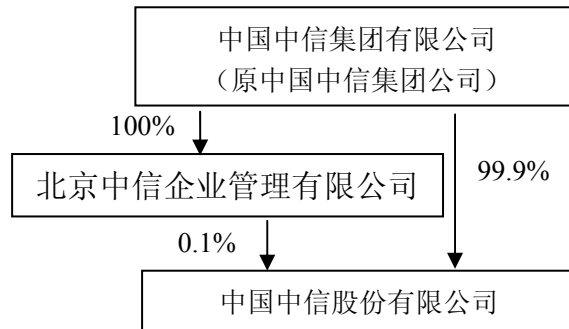 中国中信集团有限公司
（原中国中信集团公司）
100%
北京中信企业管理有限公司
99.9%
0.1%
中国中信股份有限公司